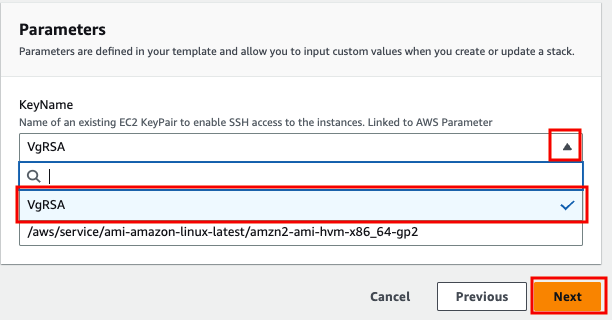 Parameters
Parameters are defined in your template and allow you to input custom values when you create or update a stack.
KeyName
Name of an existing EC2 KeyPair to enable SSH access to the instances. Linked to AWS Parameter
VgRSA
VgRSA
/aws/service/ami-amazon-linux-latest/amzn2-ami-hvm-x86_64-gp2
Cancel Previous Next